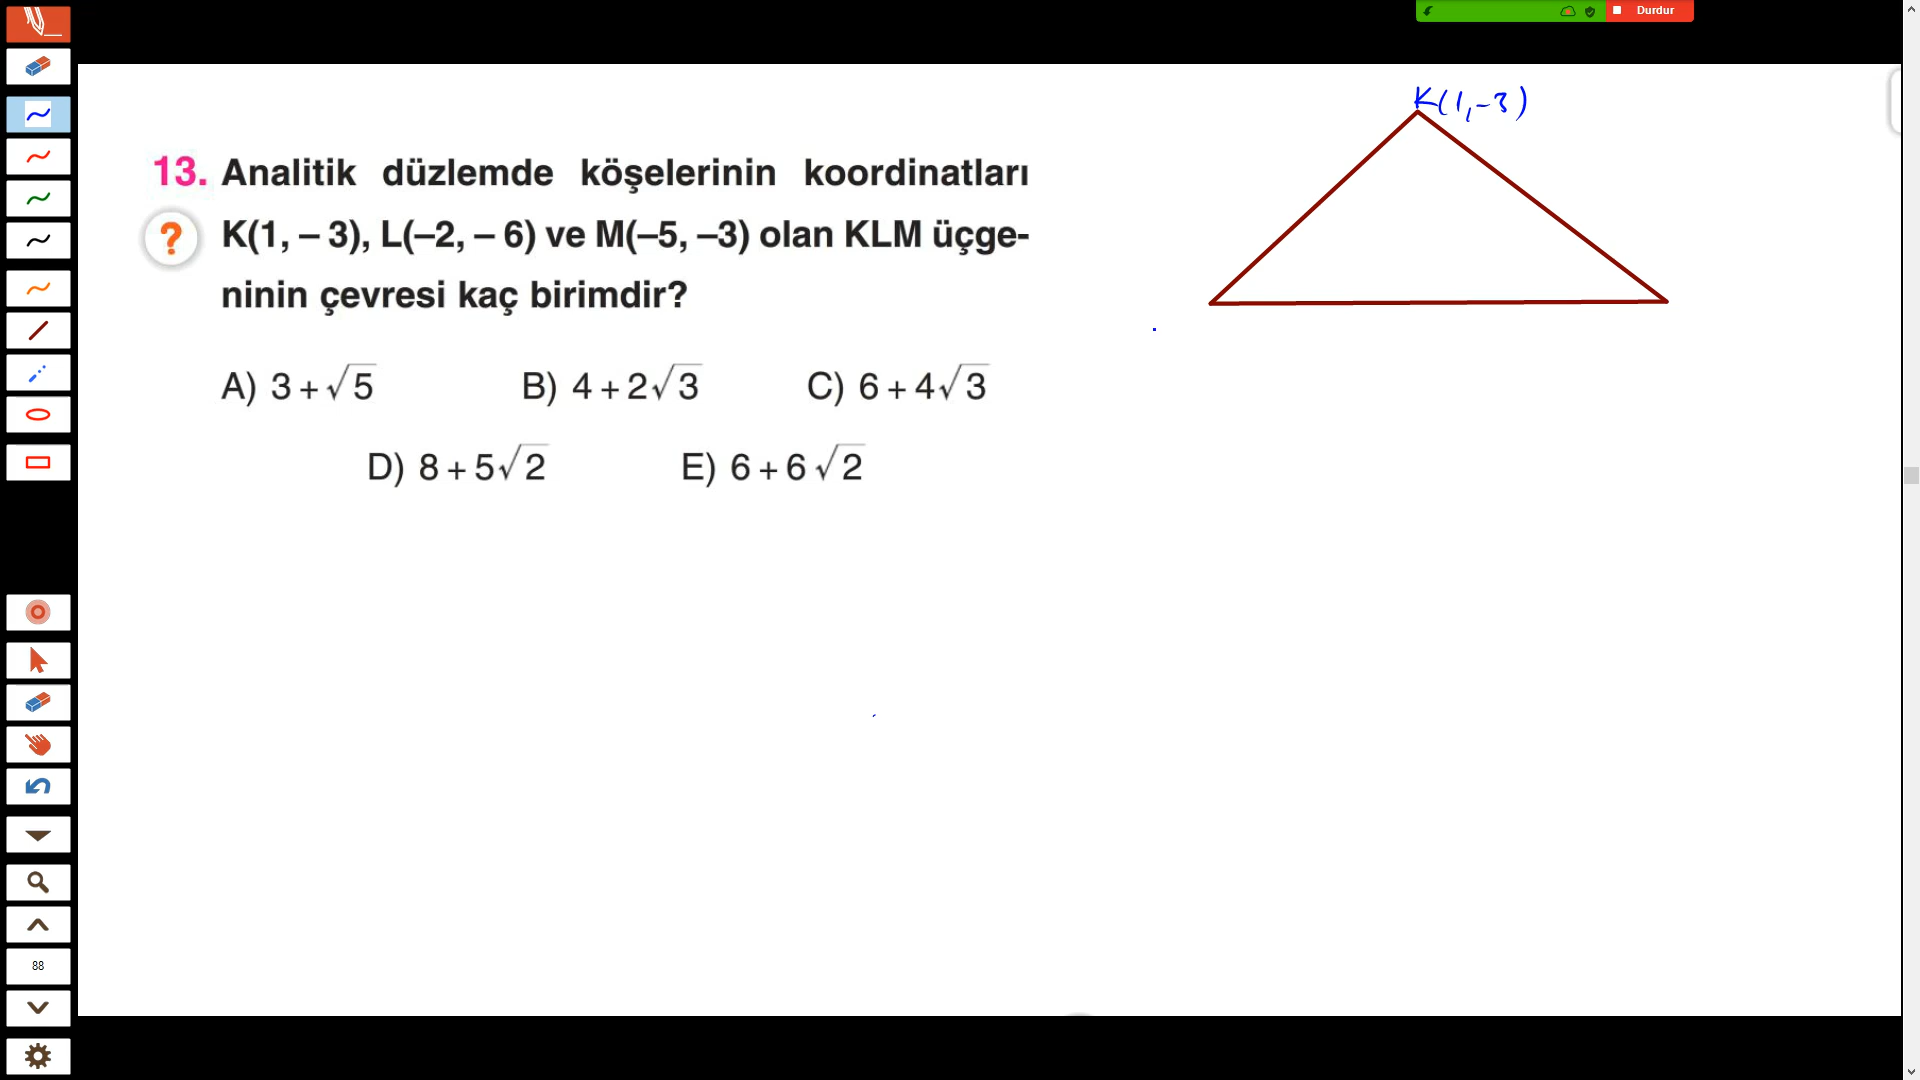 Durdur
K(1,-3)
13. Analitik düzlemde köşelerinin koordinatları
? K(1, – 3), L(–2, – 6) ve M(–5, –3) olan KLM üçge-
ninin çevresi kaç birimdir?
A) 3 + √5 B) 4 + 2√3 C) 6 + 4√3
D) 8 + 5√2 E) 6 + 6√2
88